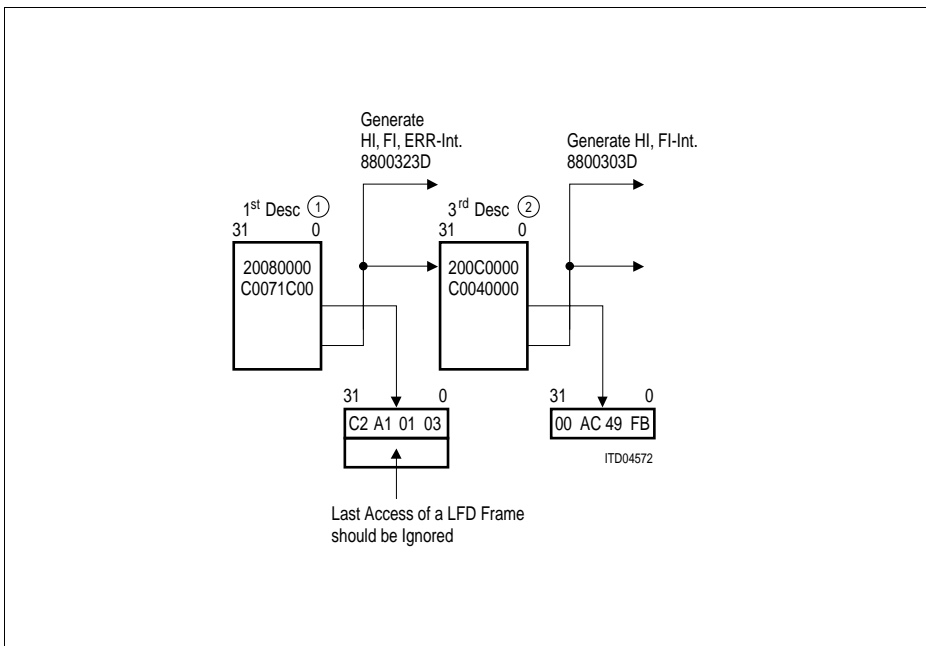 Generate
HI, FI, ERR-Int.
8800323D
Generate HI, FI-Int.
8800303D
1st Desc 1
31 0
20080000
C0071C00
3rd Desc 2
31 0
200C0000
C0040000
31 0
C2 A1 01 03
31 0
00 AC 49 FB
ITD04572
Last Access of a LFD Frame
should be Ignored